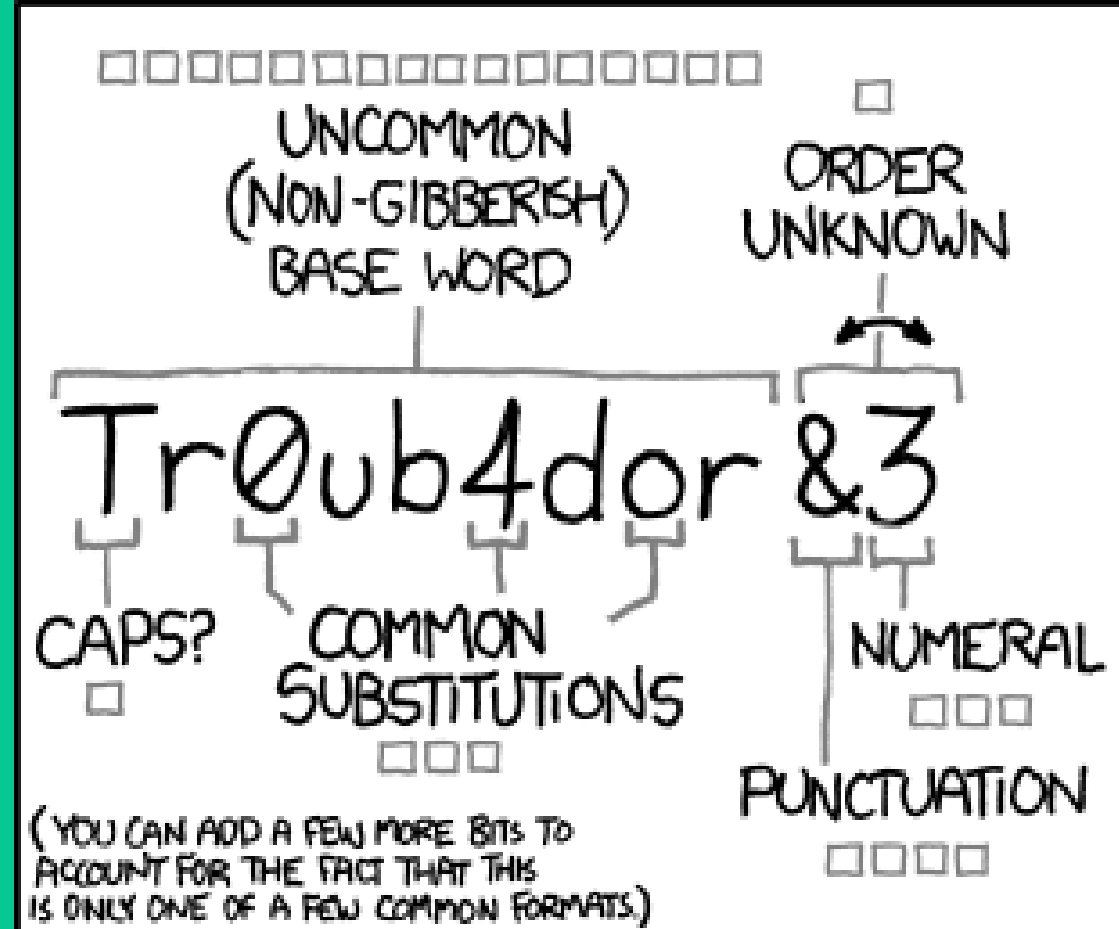 UNCOMMON
(NON-GIBBERISH)
BASE WORD
ORDER
UNKNOWN
Tr0ub4dor &3
CAPS?
COMMON
SUBSTITUTIONS
NUMERAL
PUNCTUATION
(YOU CAN ADD A FEW MORE BITS TO
ACCOUNT FOR THE FACT THAT THIS
IS ONLY ONE OF A FEW COMMON FORMATS.)